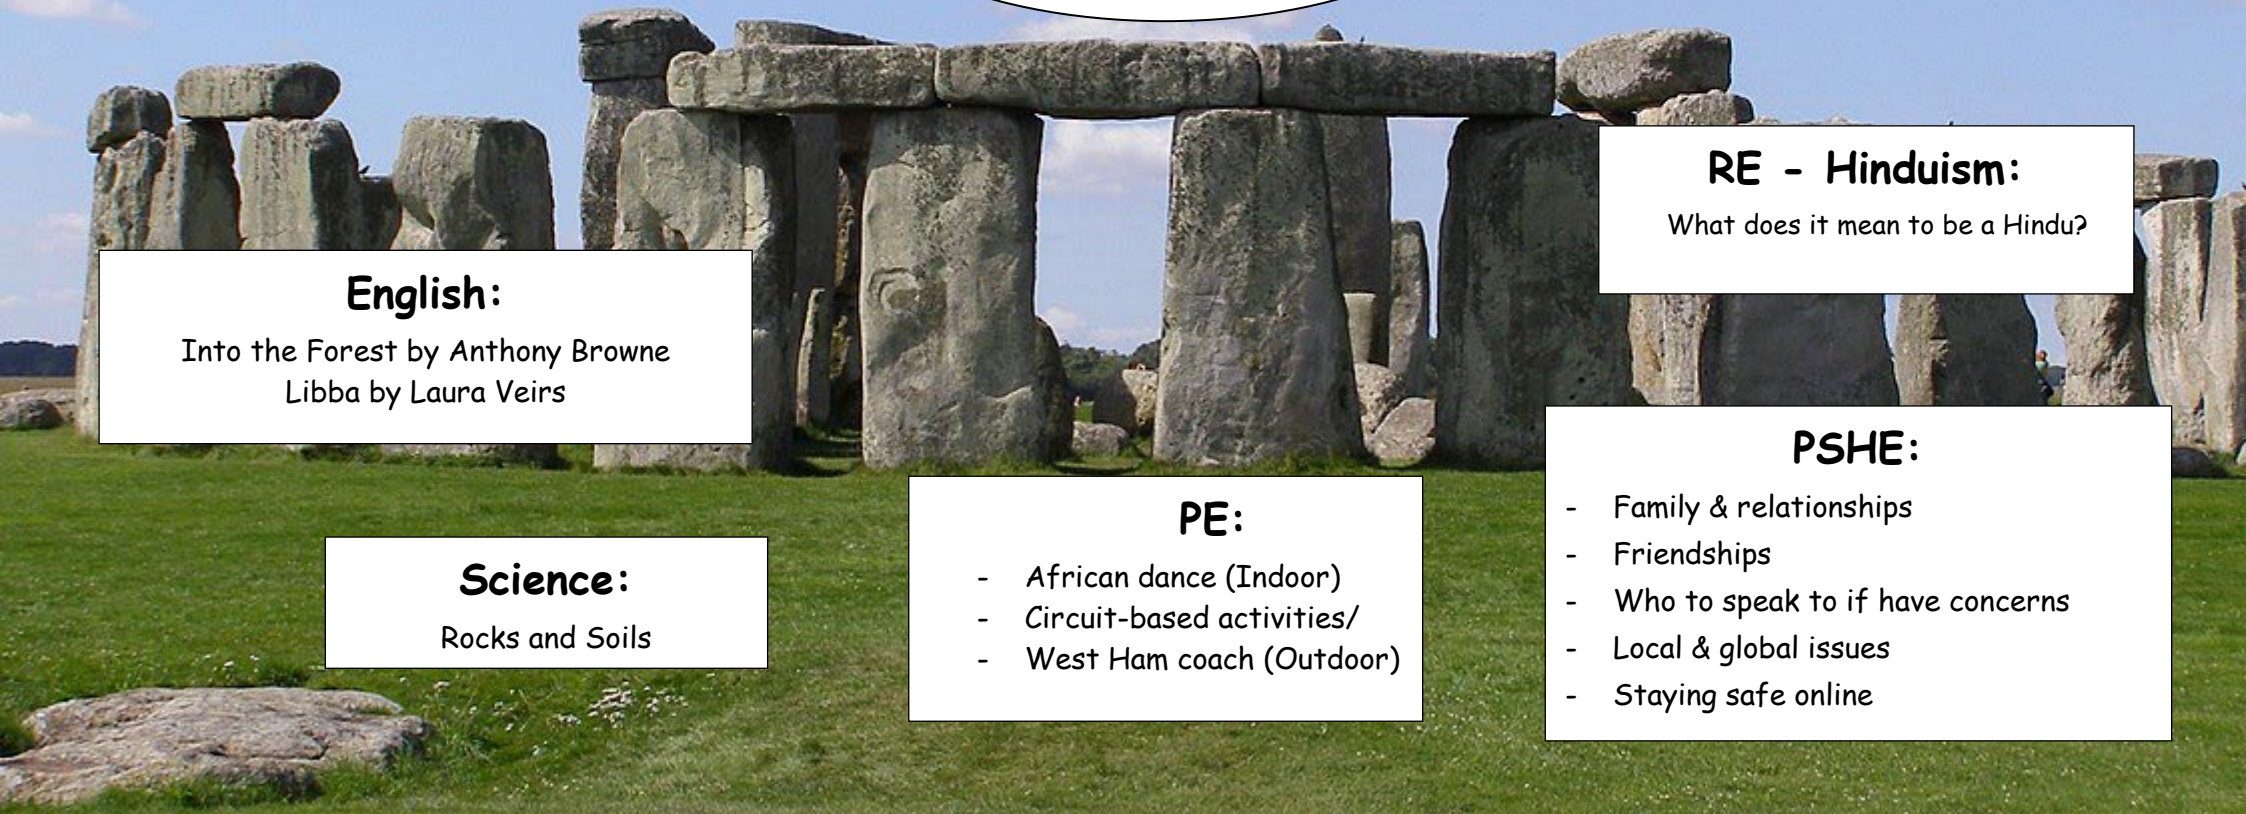 RE - Hinduism:
What does it mean to be a Hindu?
English:
Into the Forest by Anthony Browne
Libba by Laura Veirs
PSHE:
- Family & relationships
- Friendships
- Who to speak to if have concerns
- Local & global issues
- Staying safe online
PE:
- African dance (Indoor)
- Circuit-based activities/
- West Ham coach (Outdoor)
Science:
Rocks and Soils